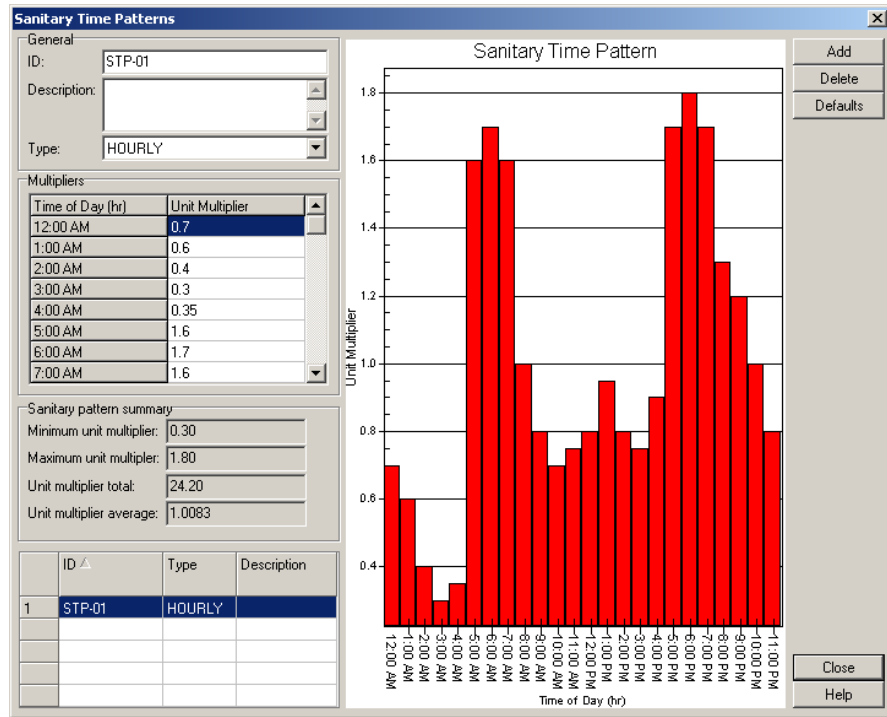 Sanitary Time Patterns
General
ID: STP-01
Description:
Type: HOURLY
Multipliers
Time of Day (hr) Unit Multiplier
12:00 AM 0.7
1:00 AM 0.6
2:00 AM 0.4
3:00 AM 0.3
4:00 AM 0.35
5:00 AM 1.6
6:00 AM 1.7
7:00 AM 1.6
Sanitary pattern summary
Minimum unit multiplier: 0.30
Maximum unit multipler: 1.80
Unit multiplier total: 24.20
Unit multiplier average: 1.0083
ID Type Description
1 STP-01 HOURLY
Sanitary Time Pattern
Unit Multiplier
1.8
1.6
1.4
1.2
1.0
0.8
0.6
0.4
12:00 AM
1:00 AM
2:00 AM
3:00 AM
4:00 AM
5:00 AM
6:00 AM
7:00 AM
8:00 AM
9:00 AM
10:00 AM
11:00 AM
12:00 PM
1:00 PM
2:00 PM
3:00 PM
4:00 PM
5:00 PM
6:00 PM
7:00 PM
8:00 PM
9:00 PM
10:00 PM
11:00 PM
Time of Day (hr)
Add
Delete
Defaults
Close
Help